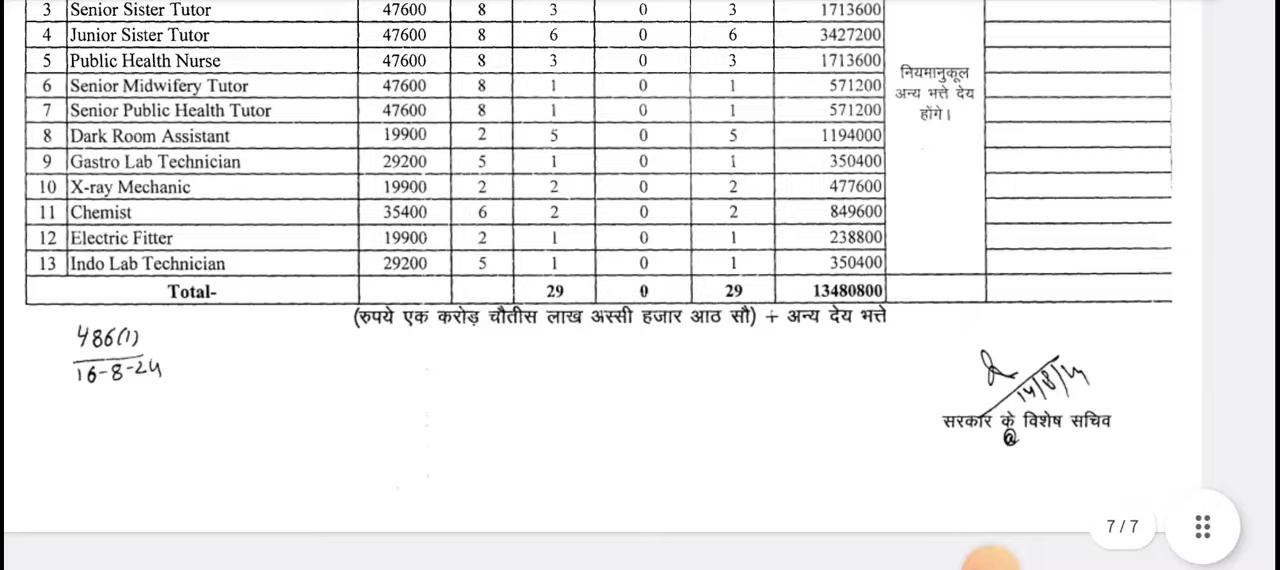 3 Senior Sister Tutor 47600 8 3 0 3 1713600
4 Junior Sister Tutor 47600 8 6 0 6 3427200
5 Public Health Nurse 47600 8 3 0 3 1713600
6 Senior Midwifery Tutor 47600 8 1 0 1 571200
7 Senior Public Health Tutor 47600 8 1 0 1 571200
नियमानुकूल
अन्य भत्ते देय
होंगे।
8 Dark Room Assistant 19900 2 5 0 5 1194000
9 Gastro Lab Technician 29200 5 1 0 1 350400
10 X-ray Mechanic 19900 2 2 0 2 477600
11 Chemist 35400 6 2 0 2 849600
12 Electric Fitter 19900 2 1 0 1 238800
13 Indo Lab Technician 29200 5 1 0 1 350400
Total- 29 0 29 13480800
(रुपये एक करोड़ चौतीस लाख अस्सी हजार आठ सौ) + अन्य देय भत्ते
486(1)
16-8-24
14/8/24
सरकार के विशेष सचिव
7 / 7